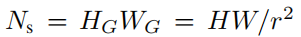 N_s = H_G W_G = HW/r^2